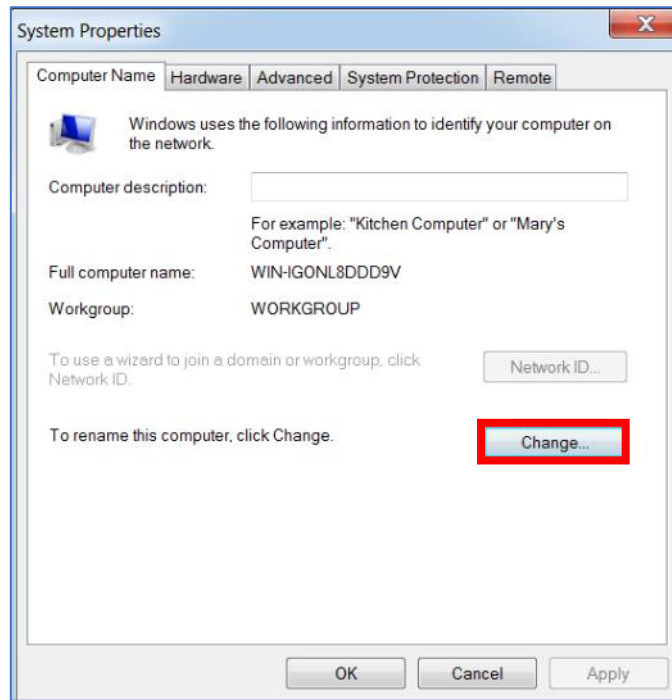 System Properties
Computer Name Hardware Advanced System Protection Remote
Windows uses the following information to identify your computer on
the network.
Computer description:
For example: "Kitchen Computer" or "Mary's
Computer".
Full computer name: WIN-IGONL8DDD9V
Workgroup: WORKGROUP
To use a wizard to join a domain or workgroup, click
Network ID.
Network ID...
To rename this computer, click Change.
Change...
OK Cancel Apply